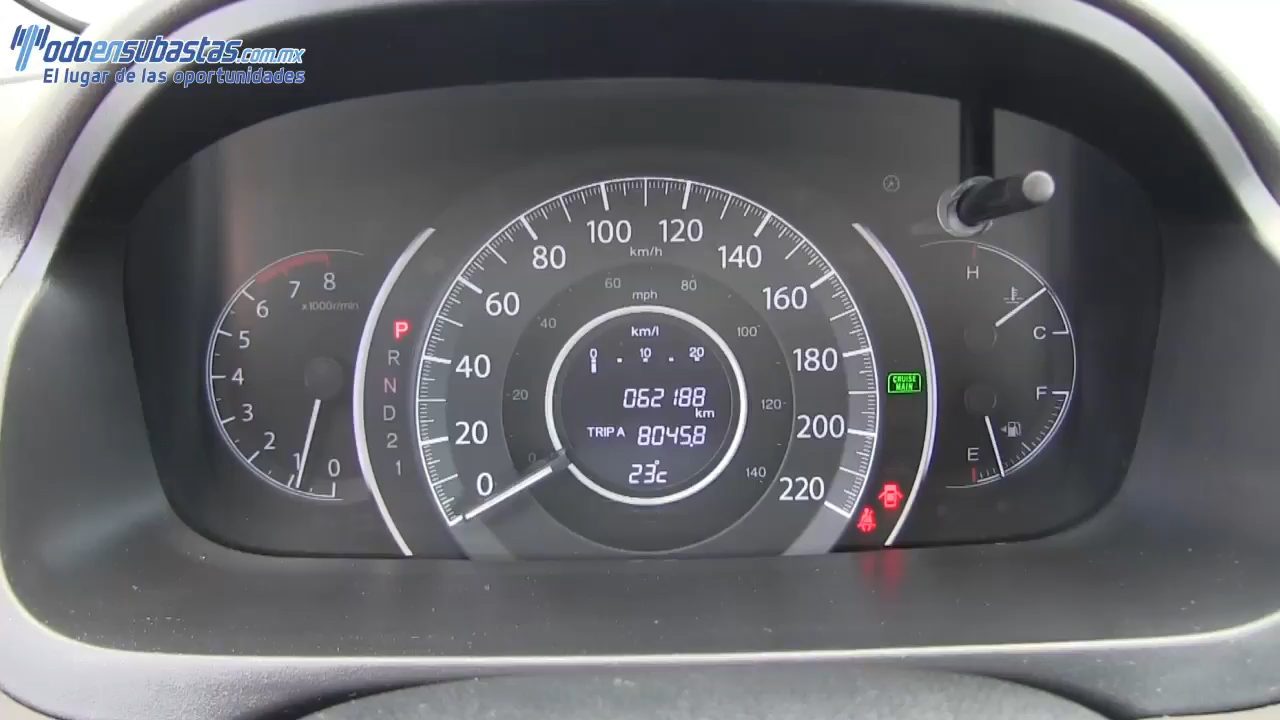 Todoensubastas.com.mx
El lugar de las oportunidades
8
7
6
5
4
3
2
1
0
x1000r/min
P
R
N
D
2
1
0
20
40
60
80
100
120
140
160
180
200
220
km/h
0
20
40
60
80
100
120
140
mph
km/l
0 . 10 . 20
062188
km
TRIP A 8045.8
23°C
CRUISE
MAIN
H
C
F
E